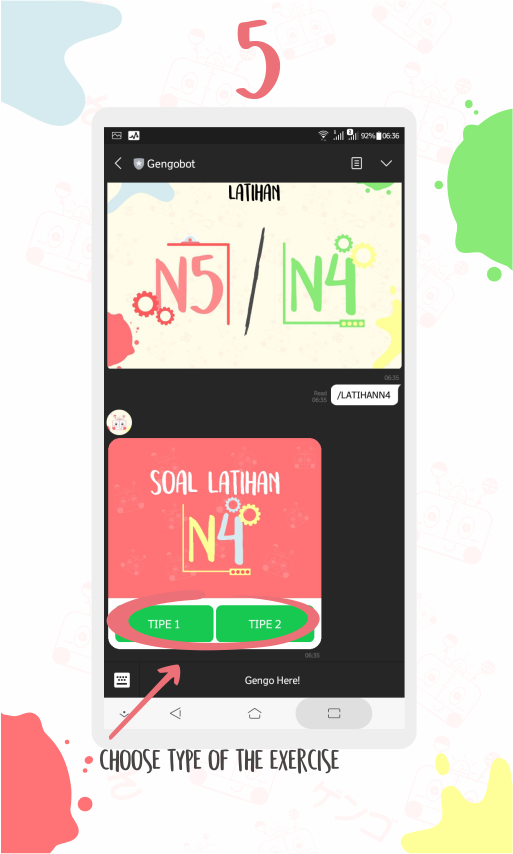 5
92% 06:36
Gengobot
LATIHAN
N5 / N4
06:35
Read
06:35
/LATIHANN4
SOAL LATIHAN
N4
TIPE 1 TIPE 2
06:35
Gengo Here!
CHOOSE TYPE OF THE EXERCISE